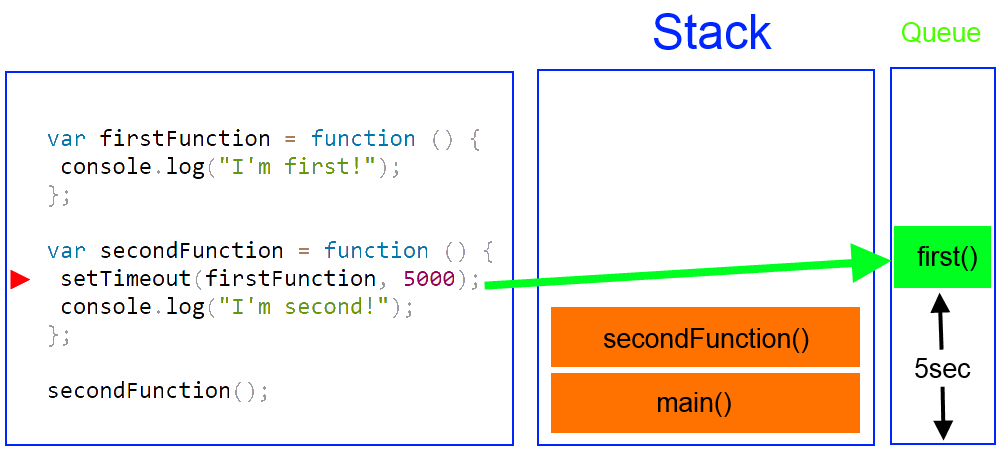 Stack
Queue
var firstFunction = function () {
console.log("I'm first!");
};
var secondFunction = function () {
setTimeout(firstFunction, 5000);
console.log("I'm second!");
};
secondFunction();
secondFunction()
main()
first()
5sec